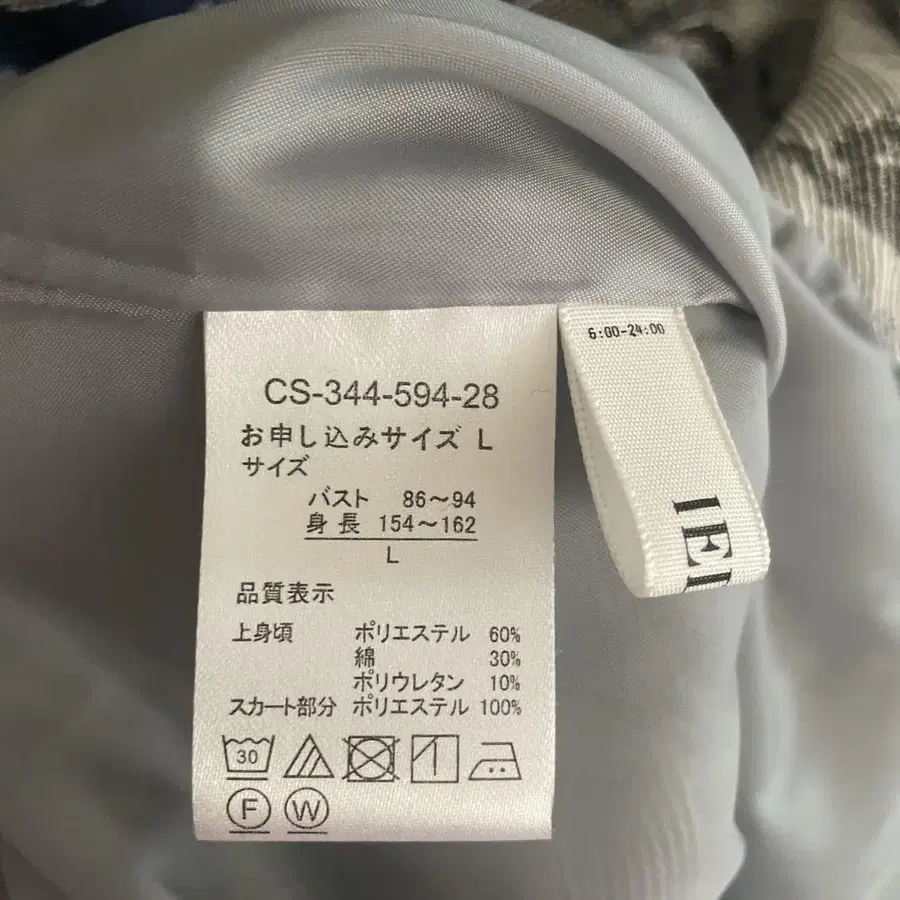 CS-344-594-28
お申し込みサイズ L
サイズ
バスト 86～94
身長 154～162
L
品質表示
上身頃 ポリエステル 60%
綿 30%
ポリウレタン 10%
スカート部分 ポリエステル 100%
30
F W
6:00-24:00